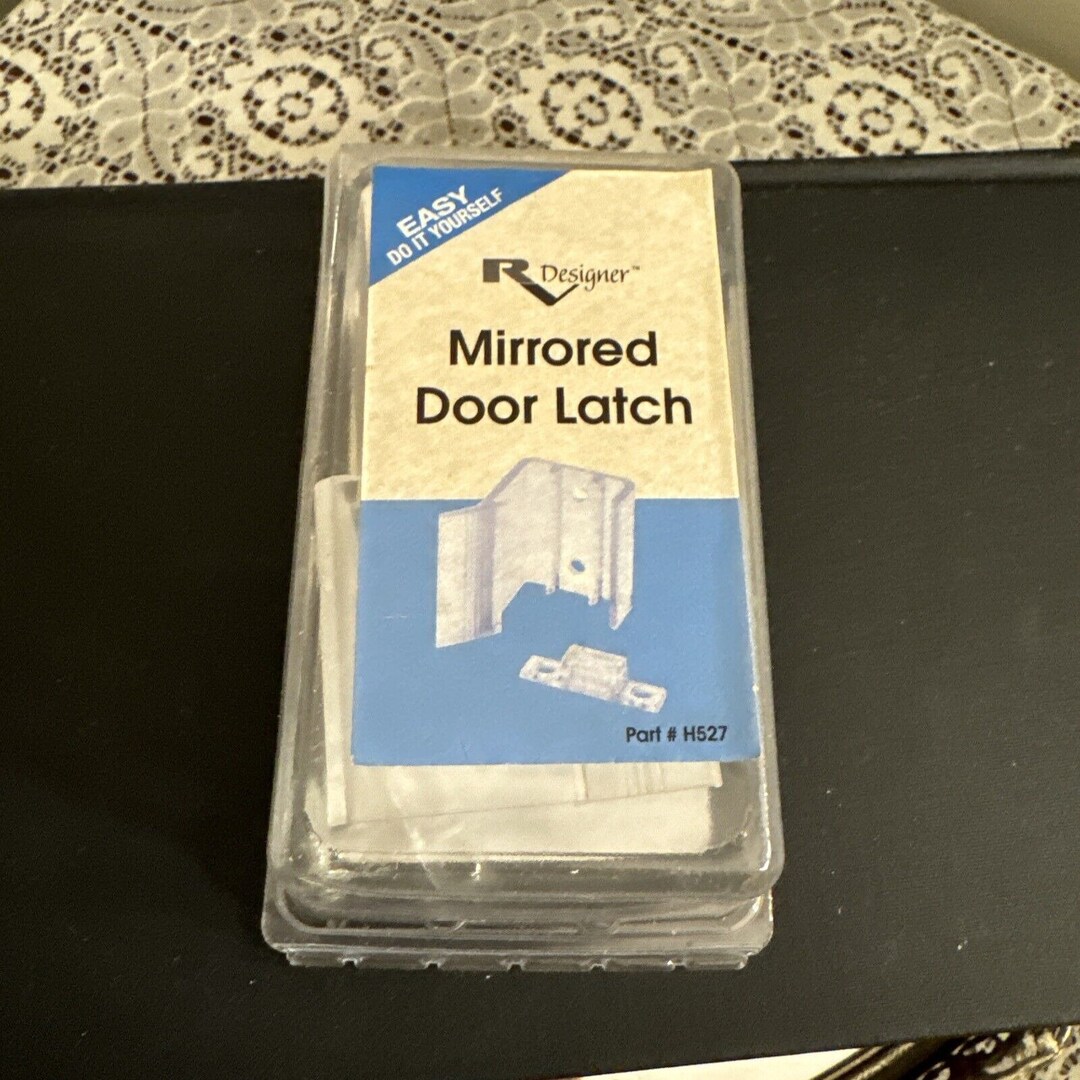 EASY
DO IT YOURSELF
RV Designer™
Mirrored
Door Latch
Part # H527